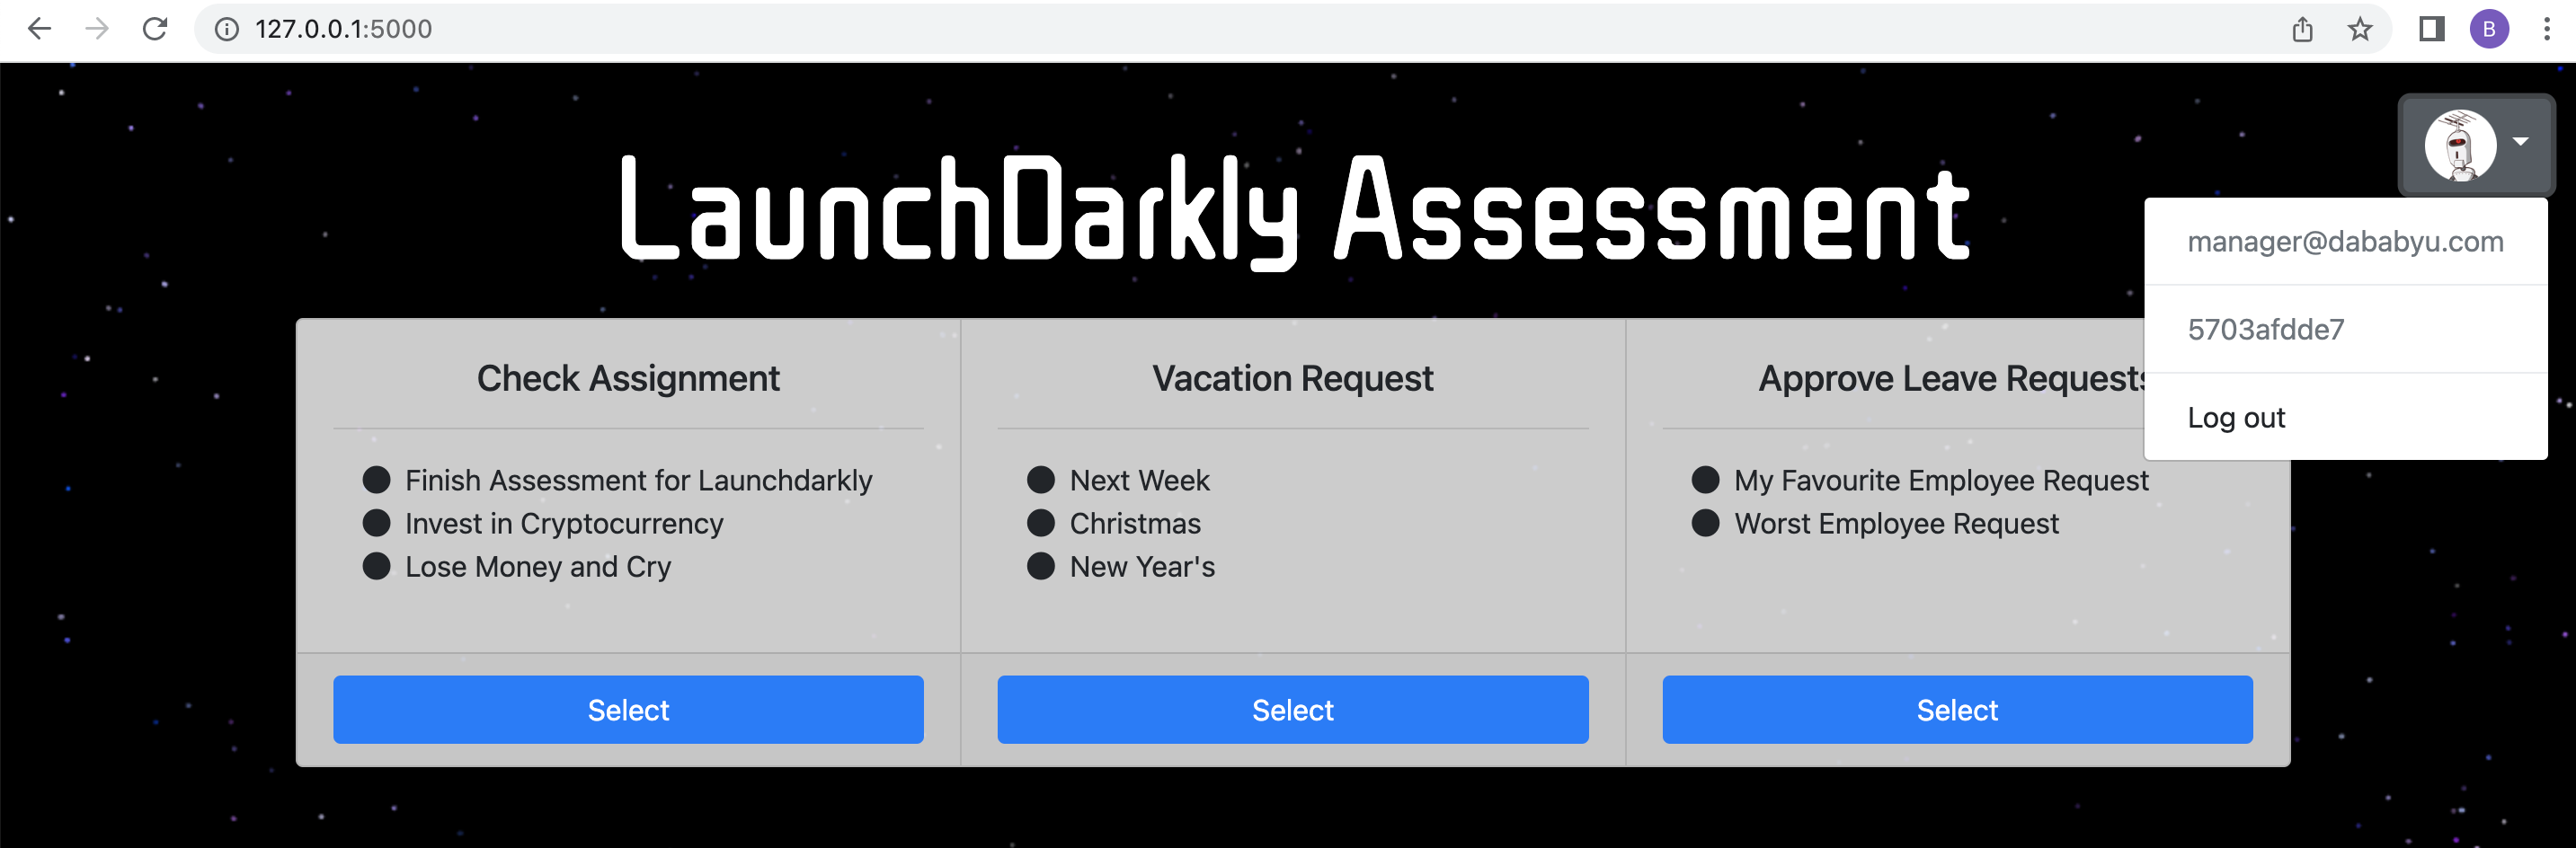 127.0.0.1:5000
B
LaunchDarkly Assessment
manager@dababyu.com
5703afdde7
Log out
Check Assignment
Finish Assessment for Launchdarkly
Invest in Cryptocurrency
Lose Money and Cry
Select
Vacation Request
Next Week
Christmas
New Year's
Select
Approve Leave Requests
My Favourite Employee Request
Worst Employee Request
Select